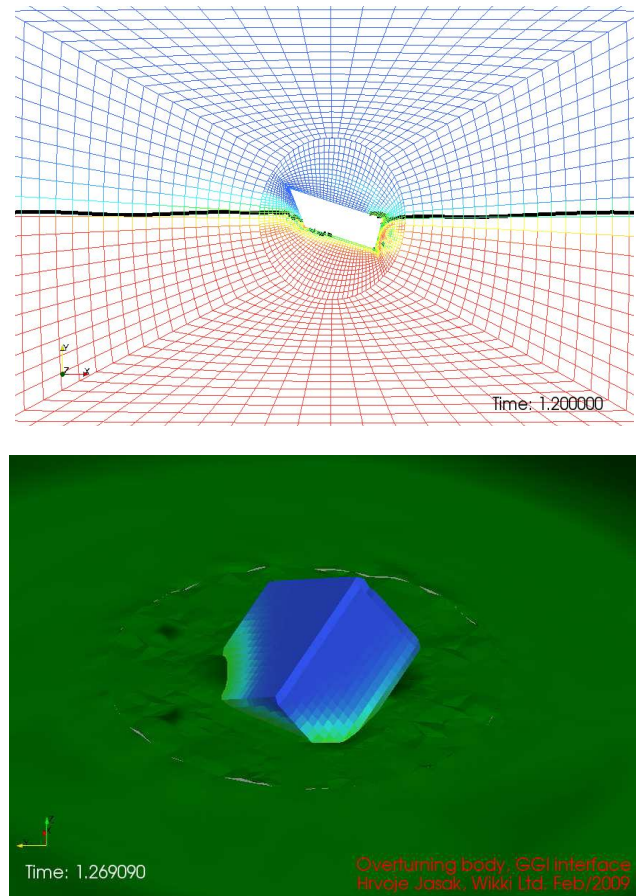 Y
Z
X
Time: 1.200000
Time: 1.269090
Overturning body. GGI interface
Hrvoje Jasak, Wikki Ltd. Feb/2009